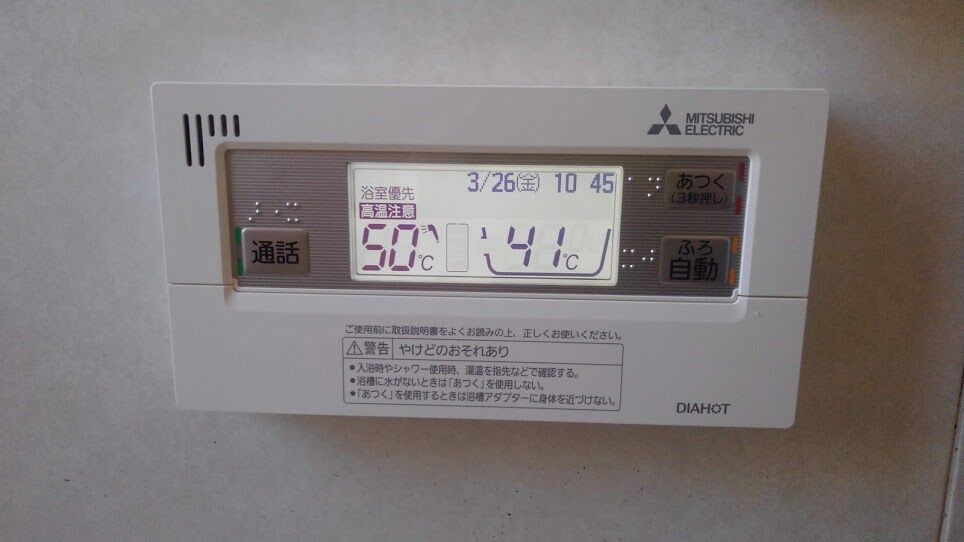 MITSUBISHI
ELECTRIC
3/26(金) 10 45
浴室優先
高温注意
50℃
41℃
通話
あつく
(3秒押し)
ふろ
自動
ご使用前に取扱説明書をよくお読みの上、正しくお使いください。
⚠警告 やけどのおそれあり
●入浴時やシャワー使用時、湯温を指先などで確認する。
●浴槽に水がないときは「あつく」を使用しない。
●「あつく」を使用するときは浴槽アダプターに身体を近づけない。
DIAHOT